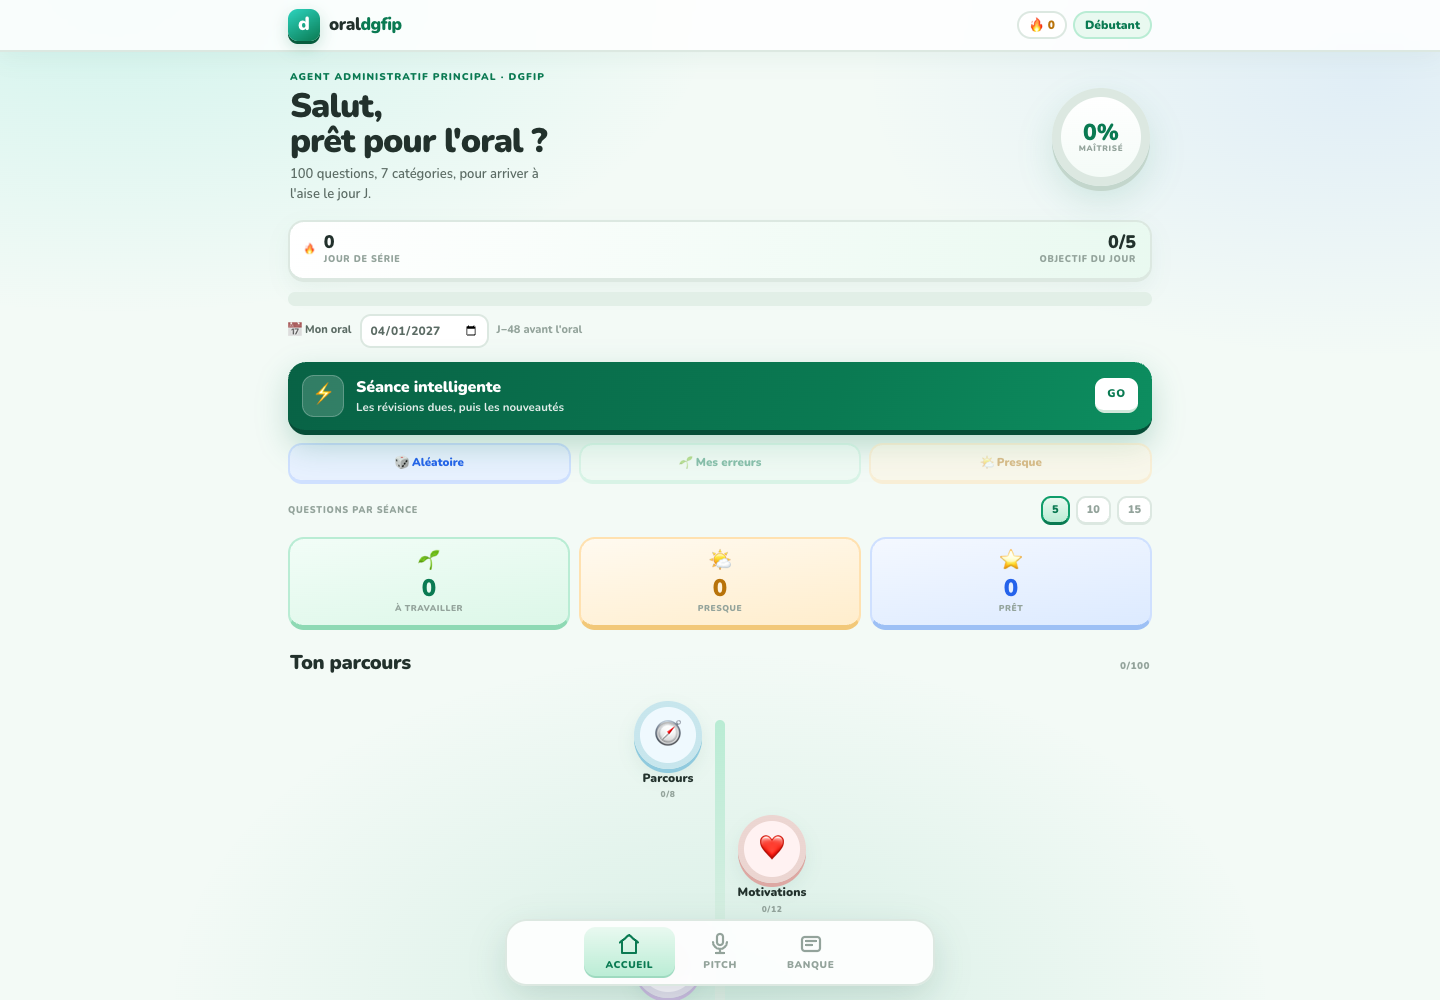 d oraldgfip
🔥 0
Débutant
AGENT ADMINISTRATIF PRINCIPAL · DGFIP
Salut,
prêt pour l'oral ?
100 questions, 7 catégories, pour arriver à
l'aise le jour J.
0%
MAÎTRISÉ
🔥 0
JOUR DE SÉRIE
0/5
OBJECTIF DU JOUR
📅 Mon oral
04/01/2027
J−48 avant l'oral
⚡ Séance intelligente
Les révisions dues, puis les nouveautés
GO
🎲 Aléatoire
🌱 Mes erreurs
🌤️ Presque
QUESTIONS PAR SÉANCE
5
10
15
0
À TRAVAILLER
0
PRESQUE
0
PRÊT
Ton parcours
0/100
Parcours
0/8
Motivations
0/12
ACCUEIL
PITCH
BANQUE